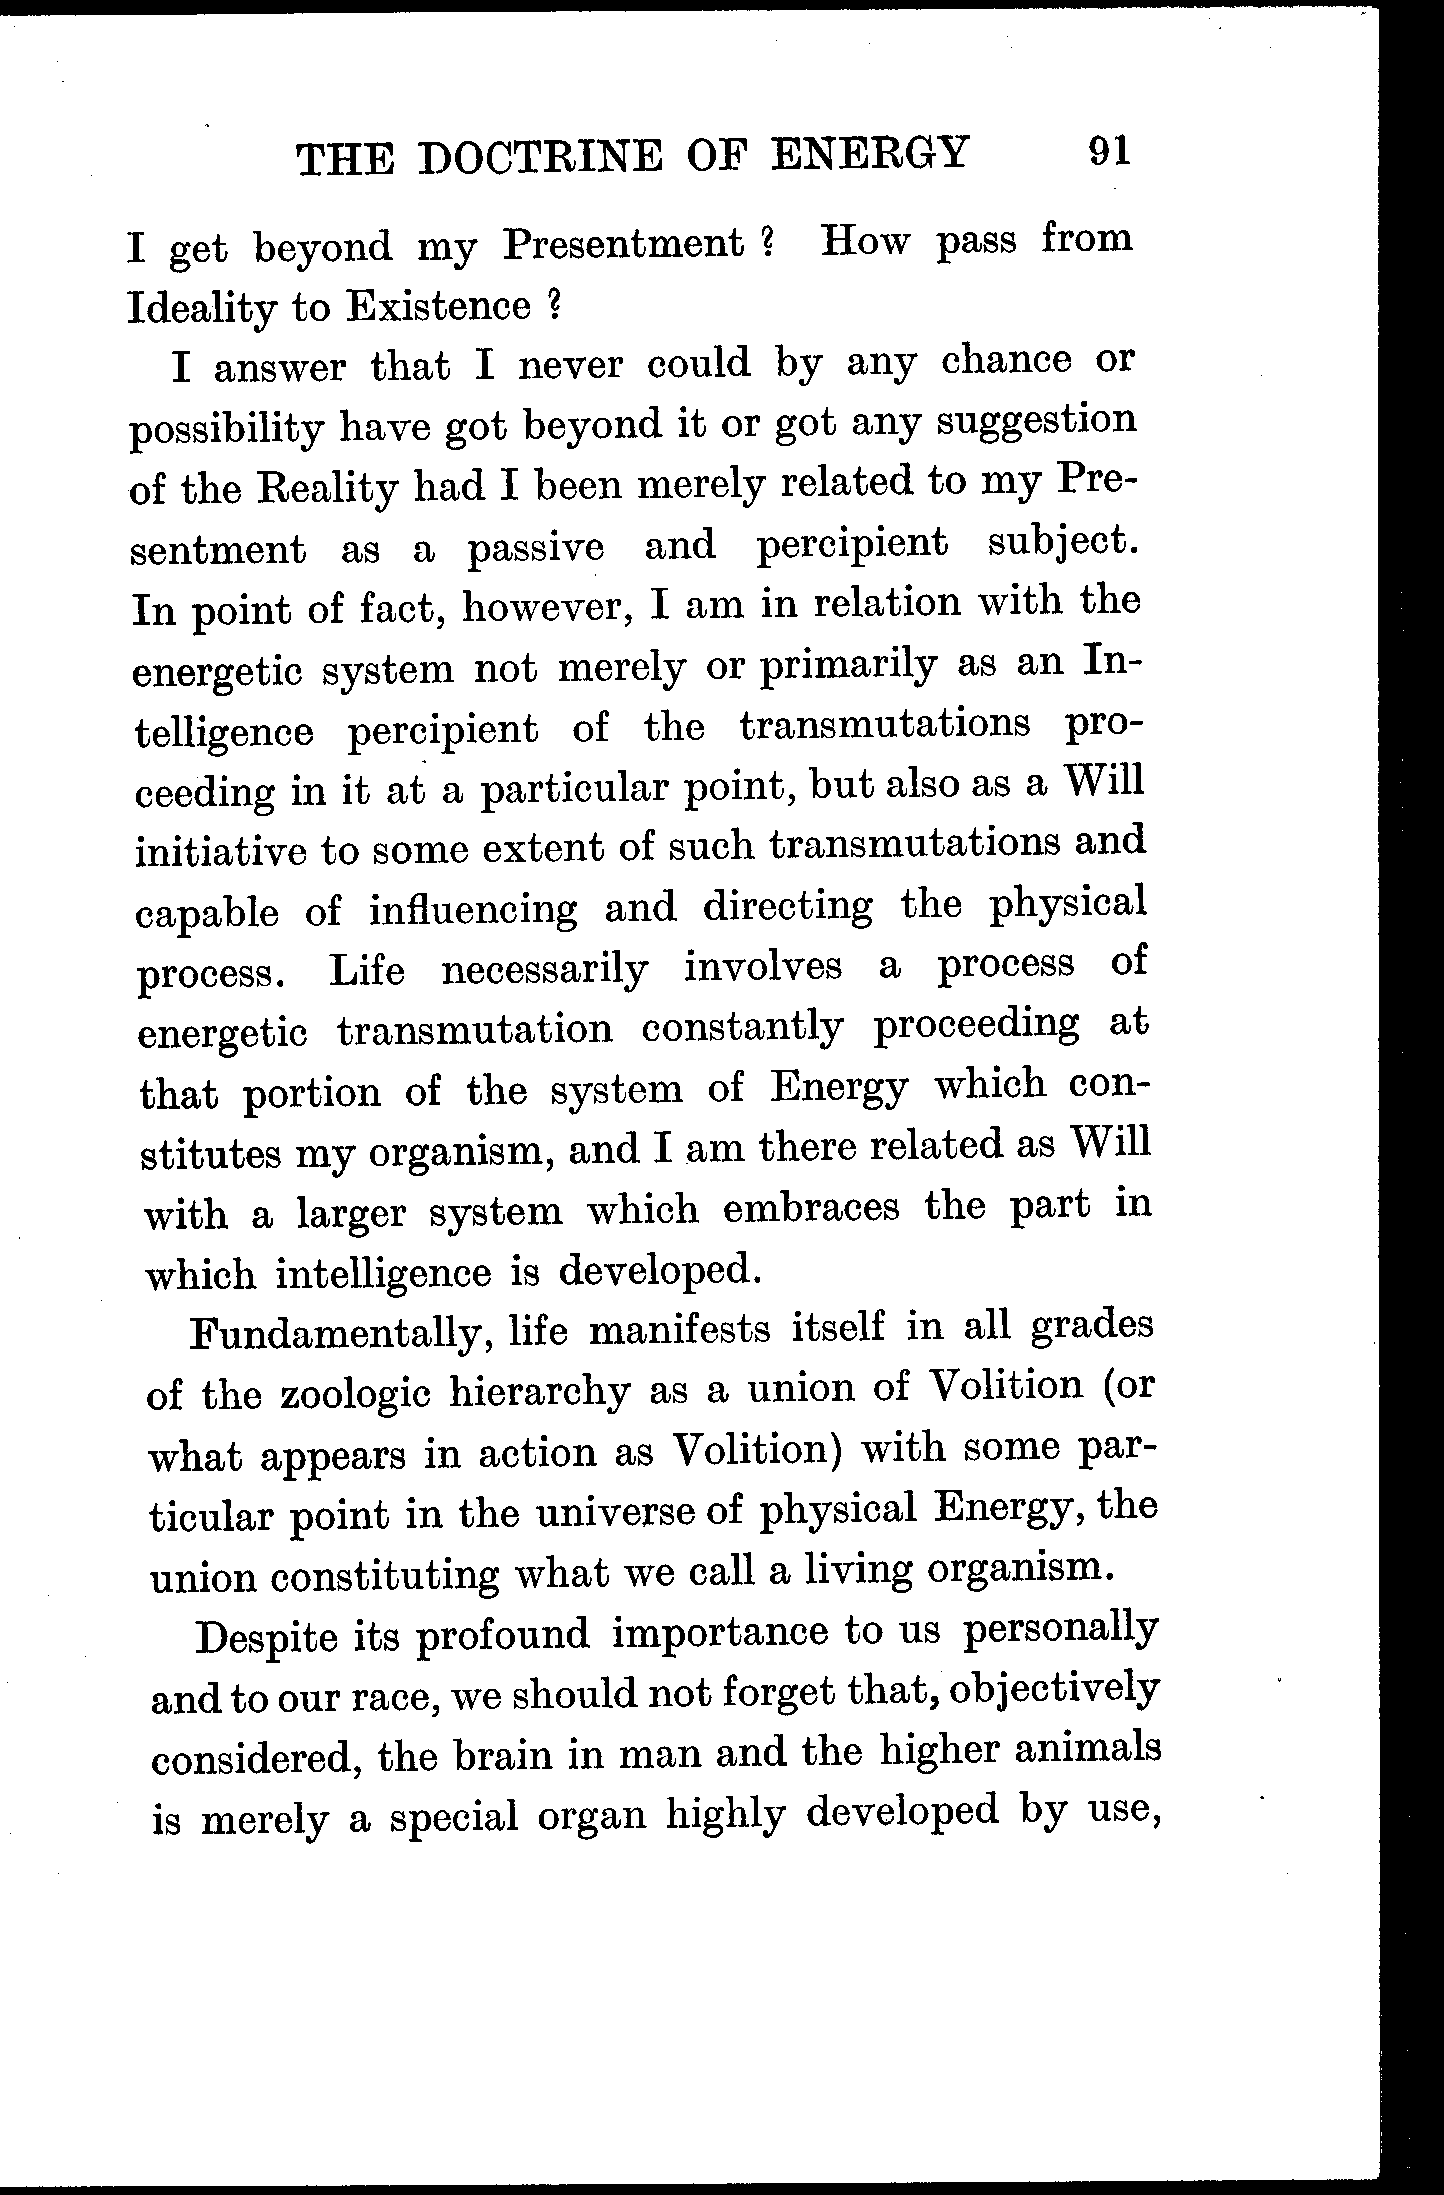 THE DOCTRINE OF ENERGY 91
I get beyond my Presentment ? How pass from
Ideality to Existence ?
I answer that I never could by any chance or
possibility have got beyond it or got any suggestion
of the Reality had I been merely related to my Pre-
sentment as a passive and percipient subject.
In point of fact, however, I am in relation with the
energetic system not merely or primarily as an In-
telligence percipient of the transmutations pro-
ceeding in it at a particular point, but also as a Will
initiative to some extent of such transmutations and
capable of influencing and directing the physical
process. Life necessarily involves a process of
energetic transmutation constantly proceeding at
that portion of the system of Energy which con-
stitutes my organism, and I am there related as Will
with a larger system which embraces the part in
which intelligence is developed.
Fundamentally, life manifests itself in all grades
of the zoologic hierarchy as a union of Volition (or
what appears in action as Volition) with some par-
ticular point in the universe of physical Energy, the
union constituting what we call a living organism.
Despite its profound importance to us personally
and to our race, we should not forget that, objectively
considered, the brain in man and the higher animals
is merely a special organ highly developed by use,